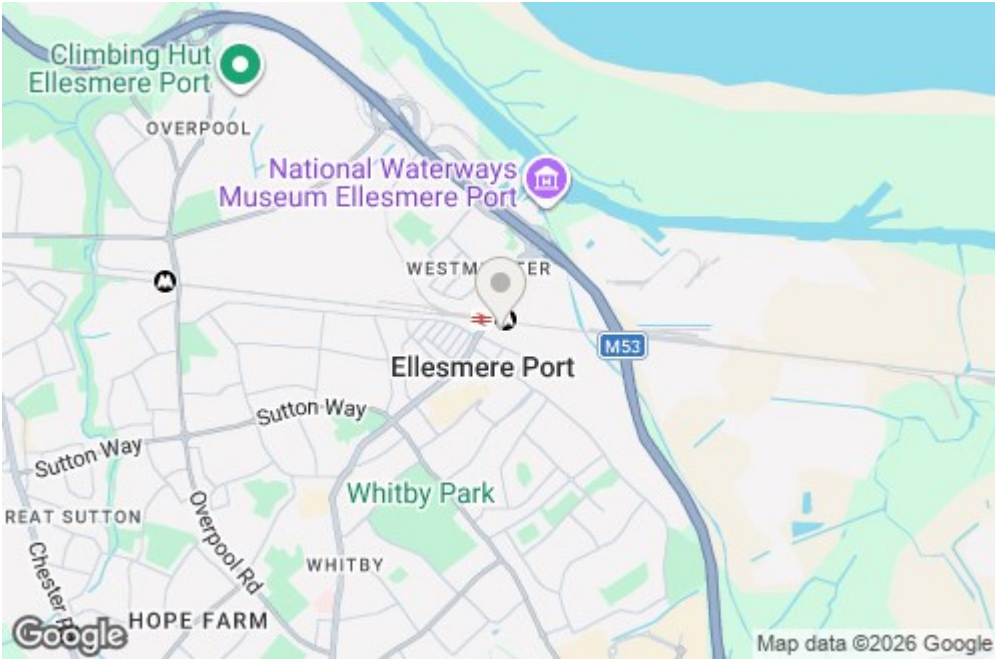 Climbing Hut
Ellesmere Port
OVERPOOL
National Waterways
Museum Ellesmere Port
M53
Ellesmere Port
Sutton Way
Sutton Way
Whitby Park
REAT SUTTON
Overpool Rd
Chester
WHITBY
HOPE FARM
Google
Map data ©2026 Google